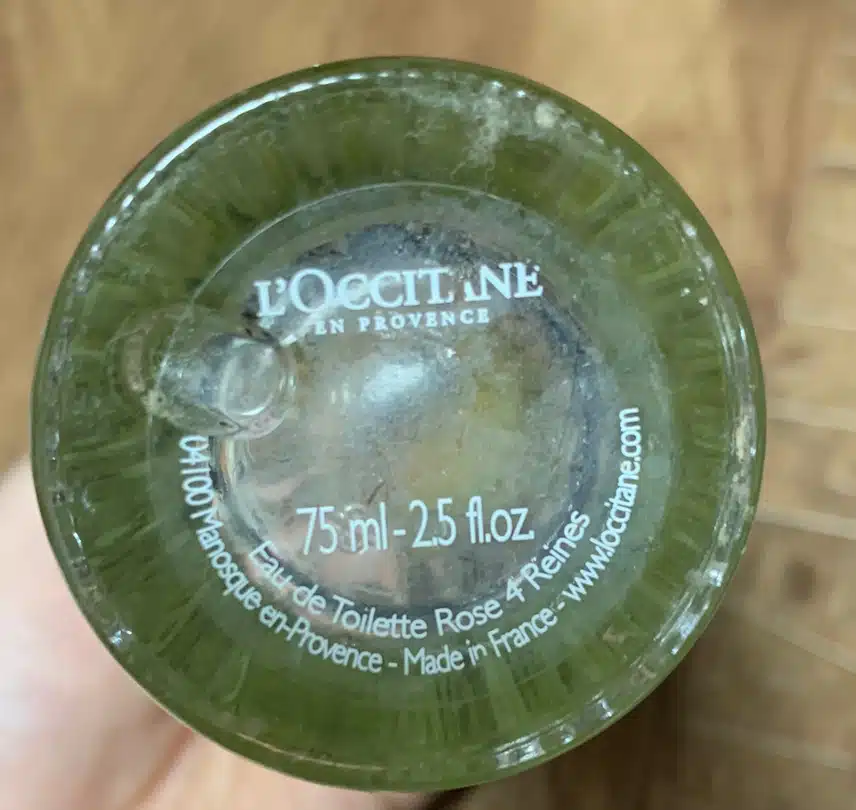 L'OCCITANE
EN PROVENCE
75 ml - 2.5 fl.oz.
Eau de Toilette Rose 4 Reines
04100 Manosque en-Provence - Made in France - www.loccitane.com